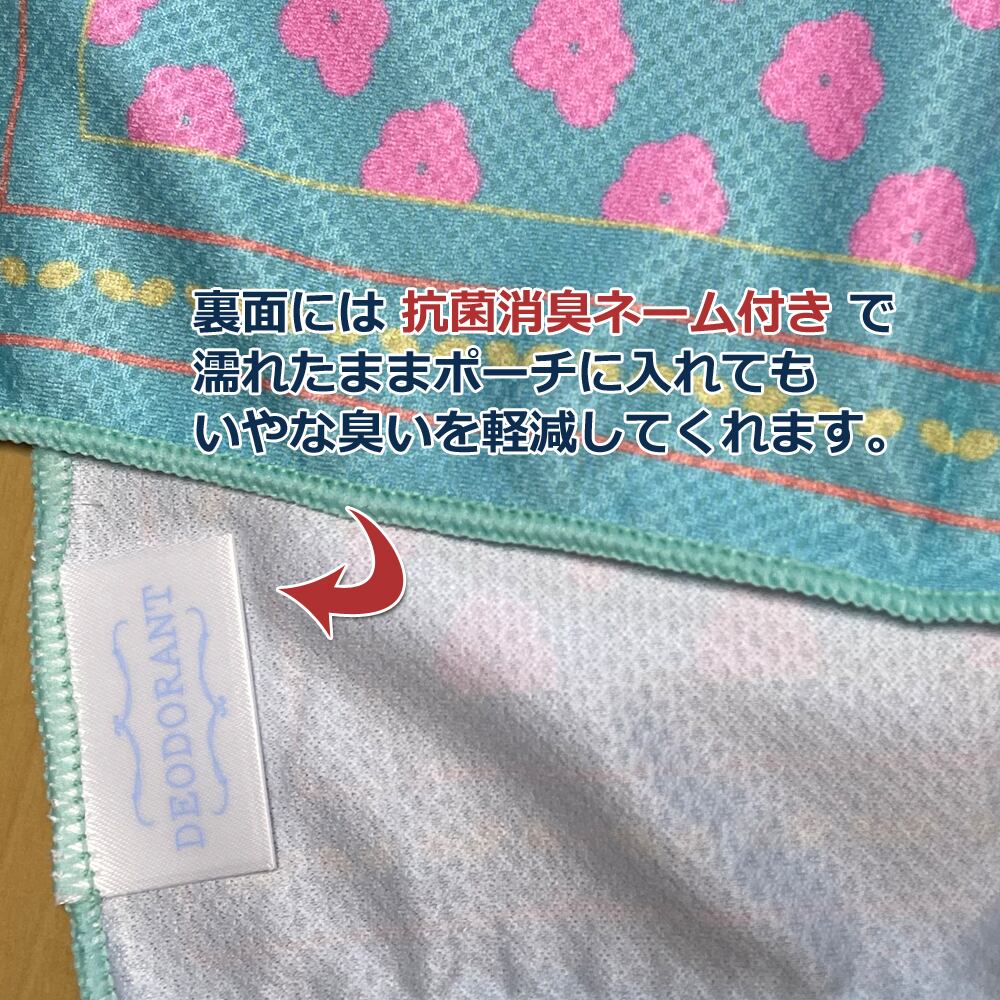 裏面には 抗菌消臭ネーム付き で
濡れたままポーチに入れても
いやな臭いを軽減してくれます。
DEODORANT